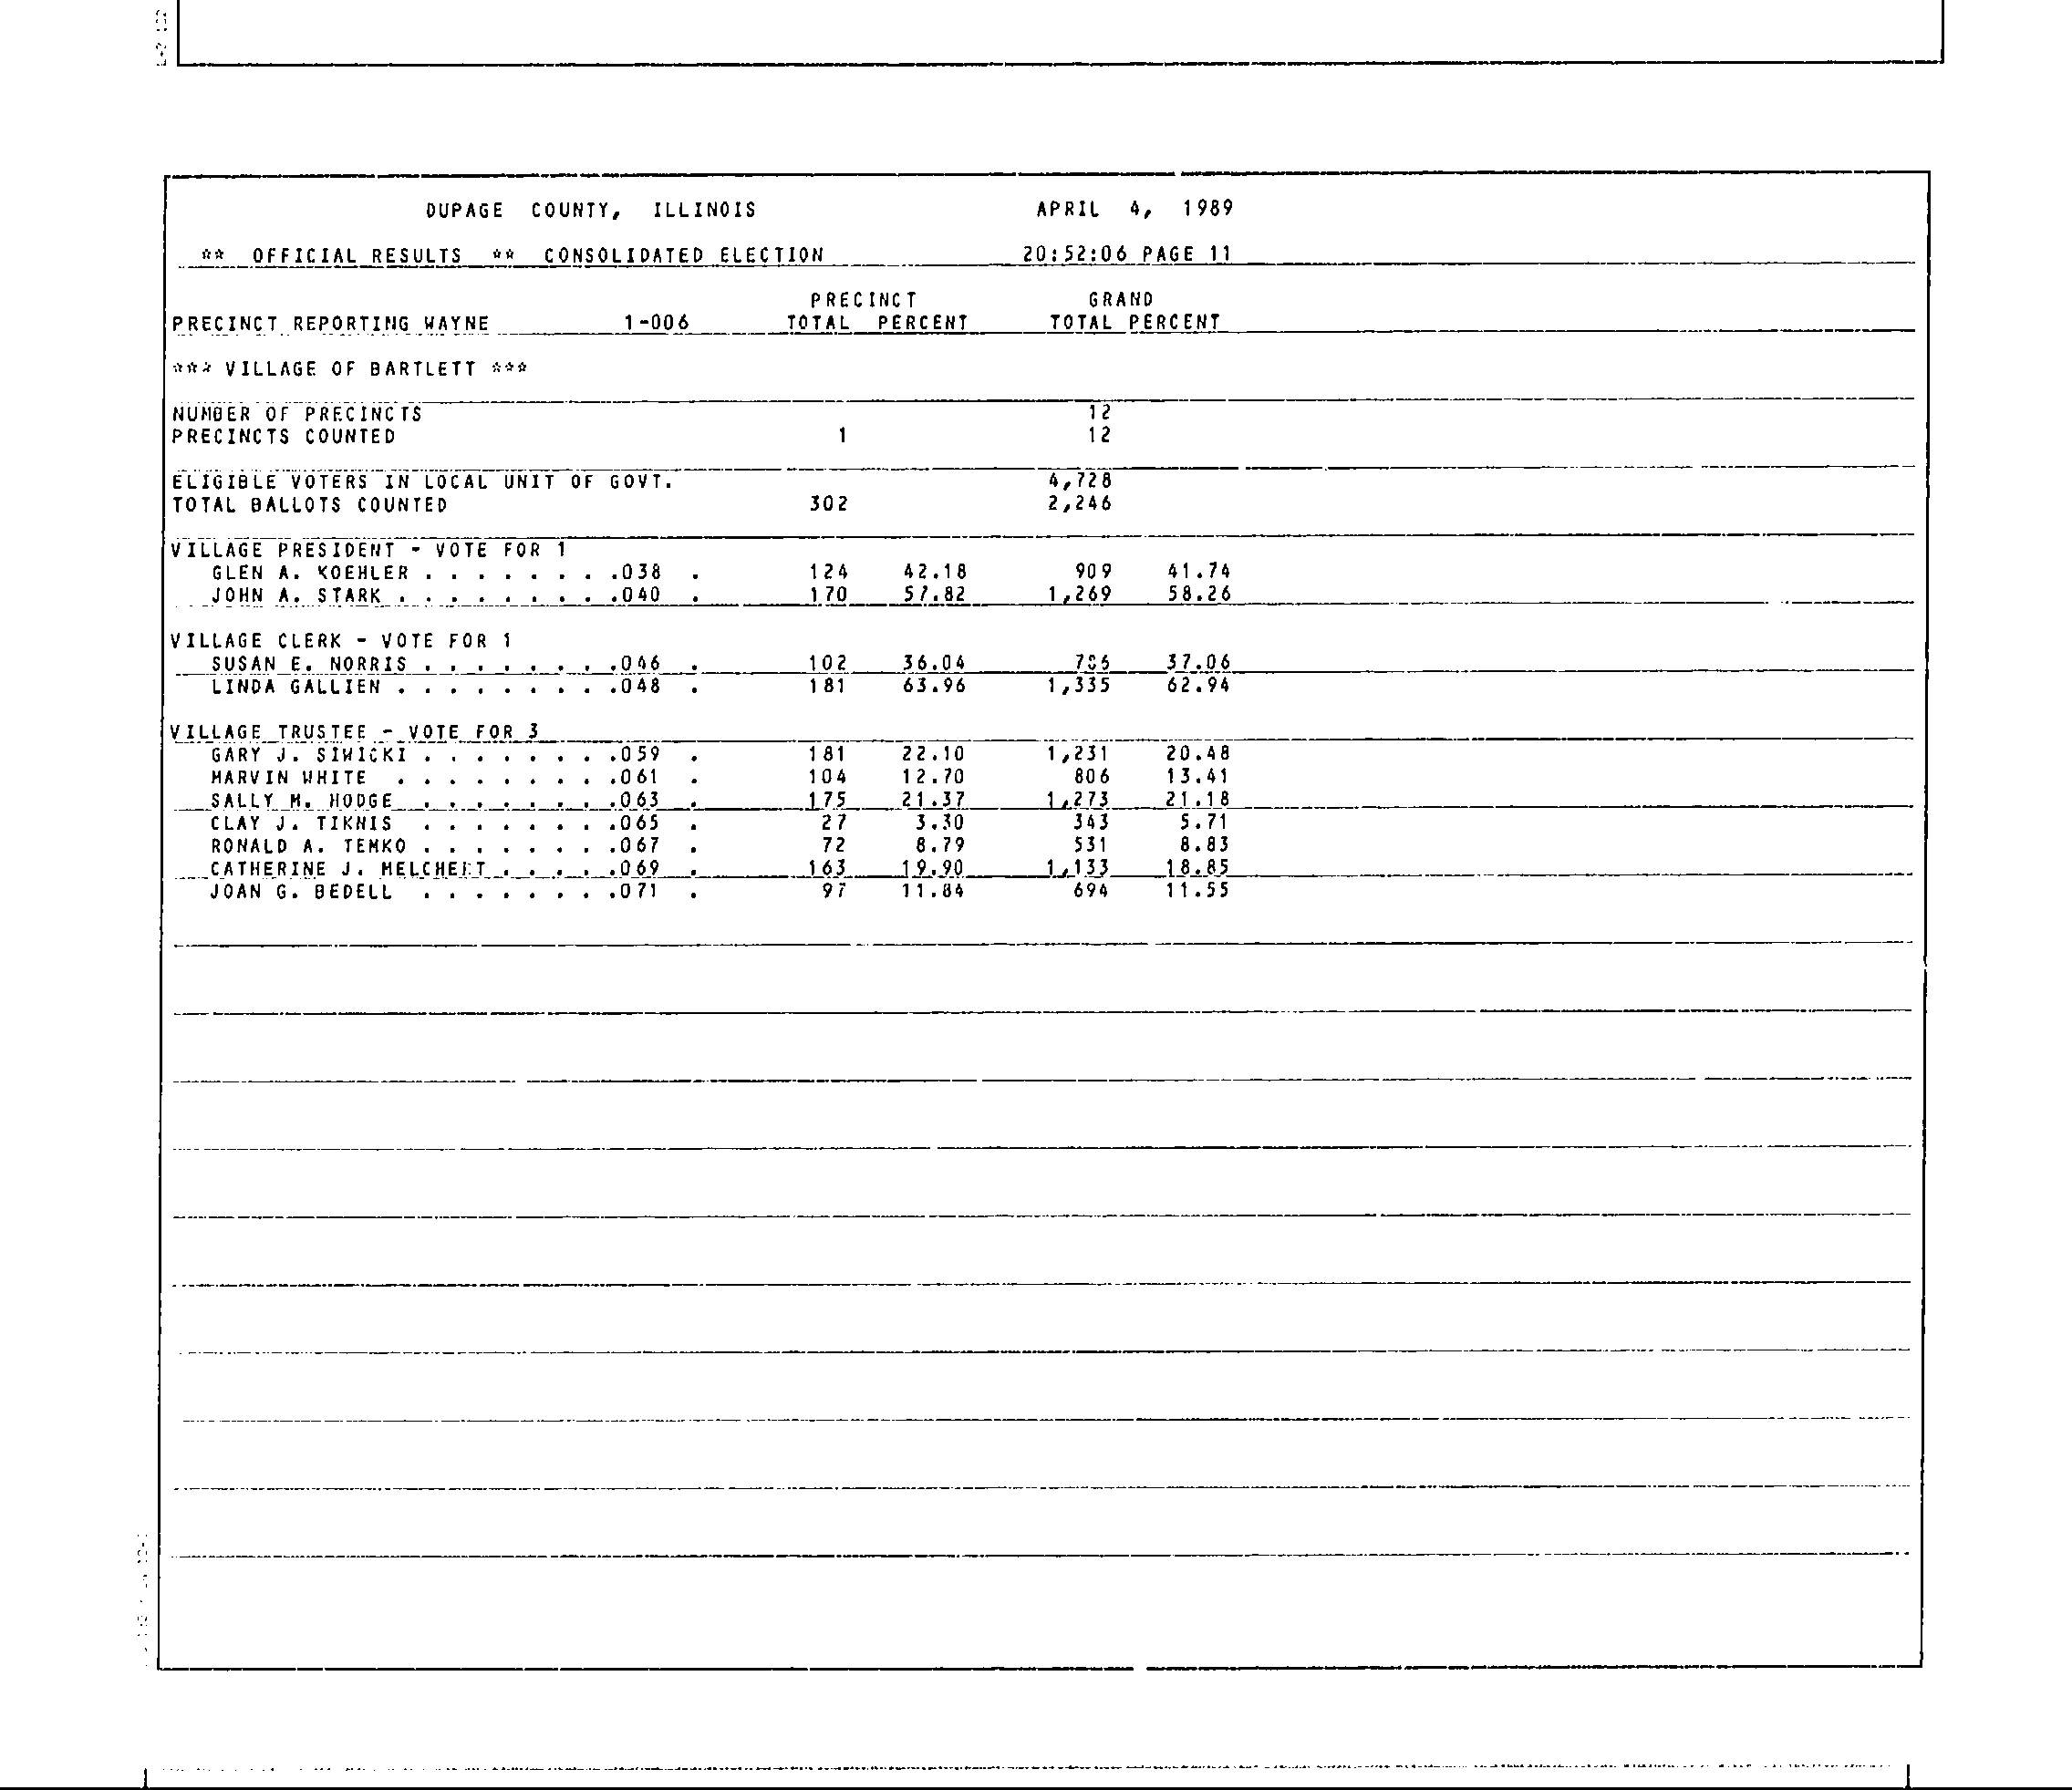 DUPAGE COUNTY, ILLINOIS APRIL 4, 1989
** OFFICIAL RESULTS ** CONSOLIDATED ELECTION 20:52:06 PAGE 11
PRECINCT GRAND
PRECINCT REPORTING WAYNE 1-006 TOTAL PERCENT TOTAL PERCENT
*** VILLAGE OF BARTLETT ***
NUMBER OF PRECINCTS 12
PRECINCTS COUNTED 1 12
ELIGIBLE VOTERS IN LOCAL UNIT OF GOVT. 4,728
TOTAL BALLOTS COUNTED 302 2,246
VILLAGE PRESIDENT - VOTE FOR 1
GLEN A. KOEHLER . . . . . . . .038 . 124 42.18 909 41.74
JOHN A. STARK . . . . . . . . .040 . 170 57.82 1,269 58.26
VILLAGE CLERK - VOTE FOR 1
SUSAN E. NORRIS . . . . . . . .046 . 102 36.04 37.06
LINDA GALLIEN . . . . . . . . .048 . 181 63.96 1,335 62.94
VILLAGE TRUSTEE - VOTE FOR 3
GARY J. SIWICKI . . . . . . . .059 . 181 22.10 1,231 20.48
MARVIN WHITE . . . . . . . . .061 . 104 12.70 806 13.41
SALLY M. HODGE . . . . . . . .063 . 175 21.37 1,273 21.18
CLAY J. TIKNIS . . . . . . . .065 . 27 3.30 343 5.71
RONALD A. TEMKO . . . . . . . .067 . 72 8.79 531 8.83
CATHERINE J. MELCHERT . . . . .069 . 163 19.90 1,133 18.85
JOAN G. BEDELL . . . . . . . .071 . 97 11.84 694 11.55